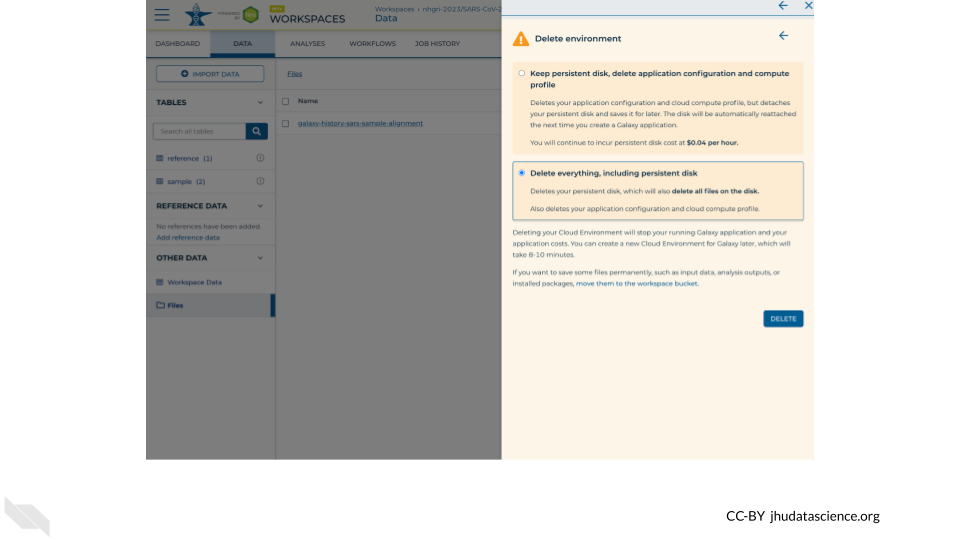 POWERED BY
BETA
WORKSPACES
Workspaces › nhgri-2023/SARS-CoV-2
Data
DASHBOARD DATA ANALYSES WORKFLOWS JOB HISTORY
IMPORT DATA
TABLES
Search all tables
reference (1)
sample (2)
REFERENCE DATA
No references have been added.
Add reference data
OTHER DATA
Workspace Data
Files
Files
Name
galaxy-history-sars-sample-alignment
Delete environment
Keep persistent disk, delete application configuration and compute
profile
Deletes your application configuration and cloud compute profile, but detaches
your persistent disk and saves it for later. The disk will be automatically reattached
the next time you create a Galaxy application.
You will continue to incur persistent disk cost at $0.04 per hour.
Delete everything, including persistent disk
Deletes your persistent disk, which will also delete all files on the disk.
Also deletes your application configuration and cloud compute profile.
Deleting your Cloud Environment will stop your running Galaxy application and your
application costs. You can create a new Cloud Environment for Galaxy later, which will
take 8-10 minutes.
If you want to save some files permanently, such as input data, analysis outputs, or
installed packages, move them to the workspace bucket.
DELETE
CC-BY jhudatascience.org